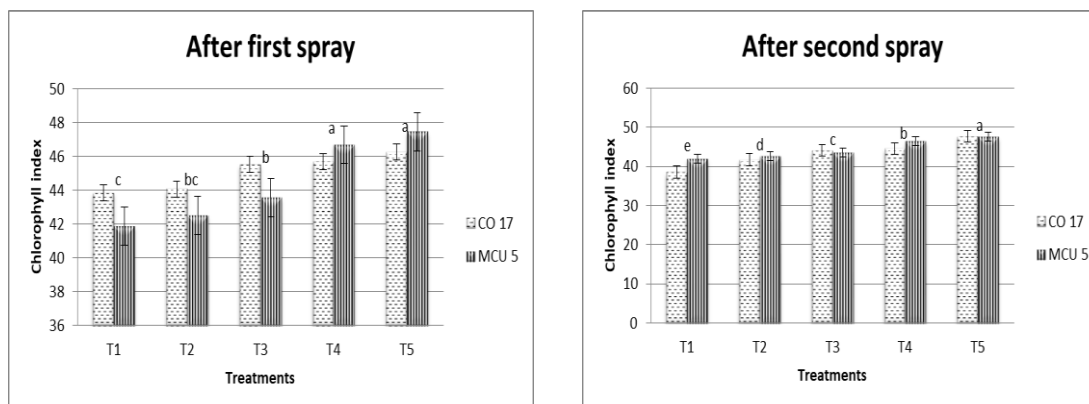 After first spray
50
48
46
44
42
40
38
36
Chlorophyll index
c
bc
b
a
a
T1 T2 T3 T4 T5
Treatments
CO 17
MCU 5
After second spray
60
50
40
30
20
10
0
Chlorophyll index
e
d
c
b
a
T1 T2 T3 T4 T5
Treatments
CO 17
MCU 5